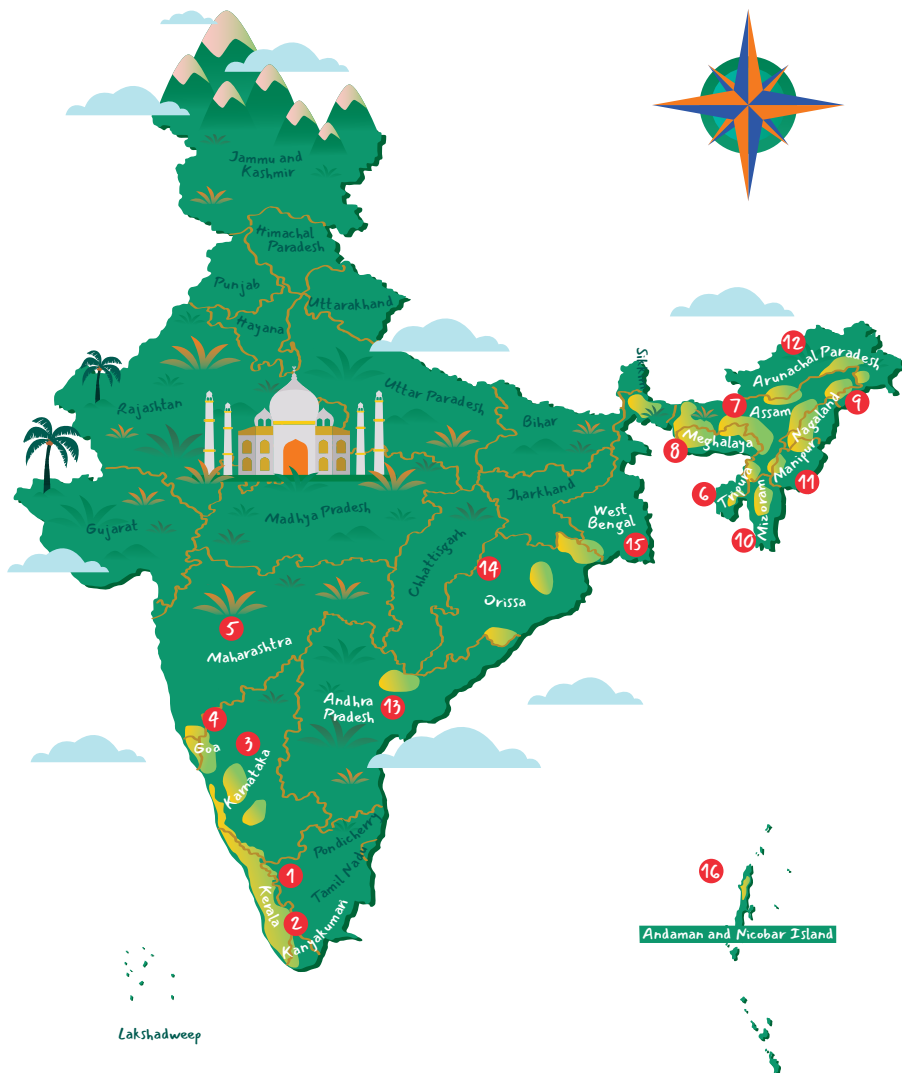 Jammu and
Kashmir
Himachal
Paradesh
Punjab
Uttarakhand
Hayana
Sikkim
12
Arunachal Paradesh
Rajashtan
Uttar Pradesh
Bihar
7
Assam
9
Nagaland
8
Meghalaya
Manipur
11
6
Tripura
Mizoram
10
Gujarat
Madhya Pradesh
Jharkhand
West
Bengal
15
Chhattisgarh
14
Orissa
5
Maharashtra
Andhra
Pradesh
13
4
Goa
3
Karnataka
Pondicherry
1
Tamil Nadu
Kerala
2
Kanyakumari
16
Andaman and Nicobar Island
Lakshadweep